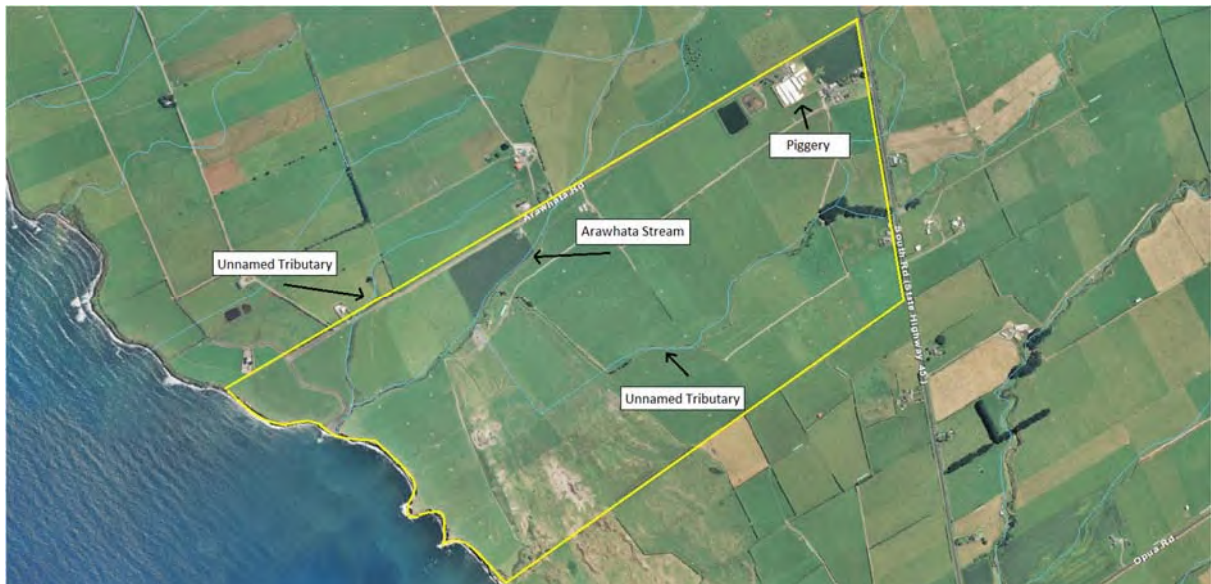 Piggery
Arawhata Rd
Arawhata Stream
Unnamed Tributary
South Rd (State Highway 45)
Unnamed Tributary
Opua Rd